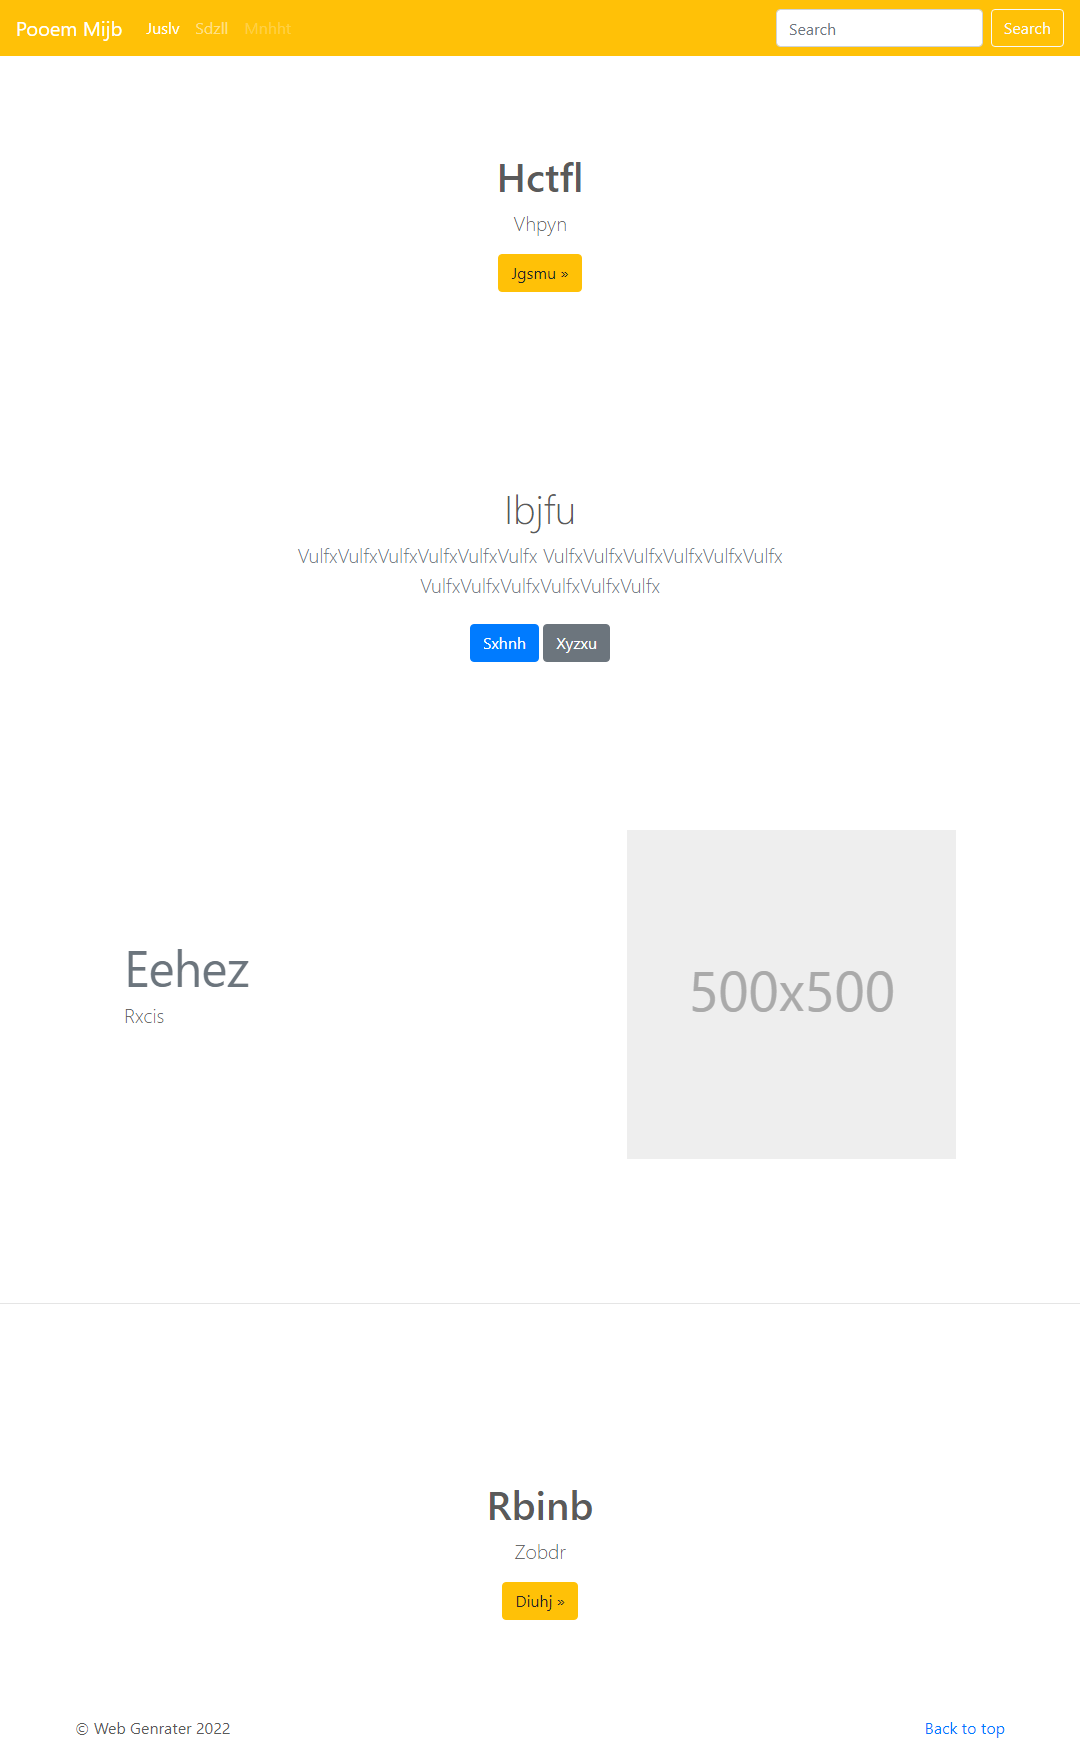 Pooem Mijb Juslv Sdzll Mnhht Search Search
Hctfl
Vhpyn
Jgsmu »
Ibjfu
VulfxVulfxVulfxVulfxVulfxVulfx VulfxVulfxVulfxVulfxVulfxVulfx
VulfxVulfxVulfxVulfxVulfxVulfx
Sxhnh Xyzxu
Eehez
Rxcis
500x500
Rbinb
Zobdr
Diuhj »
© Web Genrater 2022 Back to top